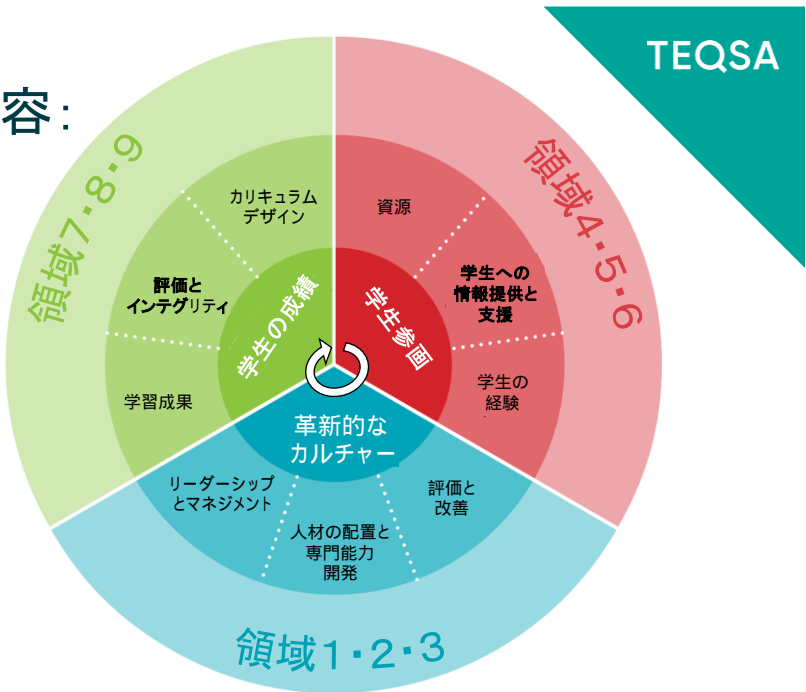 TEQSA
容：
領域7・8・9
領域4・5・6
カリキュラム
デザイン
資源
評価と
インテグリティ
学生への
情報提供と
支援
学生の成績
学生参画
学習成果
学生の
経験
革新的な
カルチャー
リーダーシップ
とマネジメント
評価と
改善
人材の配置と
専門能力
開発
領域1・2・3